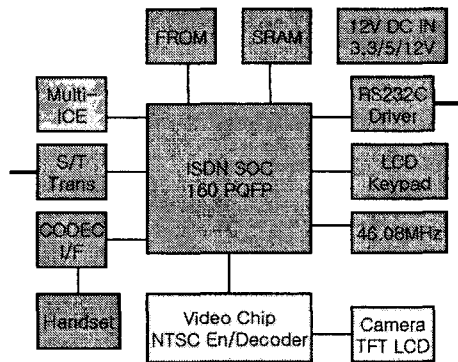 FROM
SRAM
12V DC IN
3.3/5/12V
Multi-
ICE
RS232C
Driver
S/T
Trans
ISDN SOC
160 PQFP
LCD
Keypad
CODEC
I/F
46.08MHz
Handset
Video Chip
NTSC En/Decoder
Camera
TFT LCD